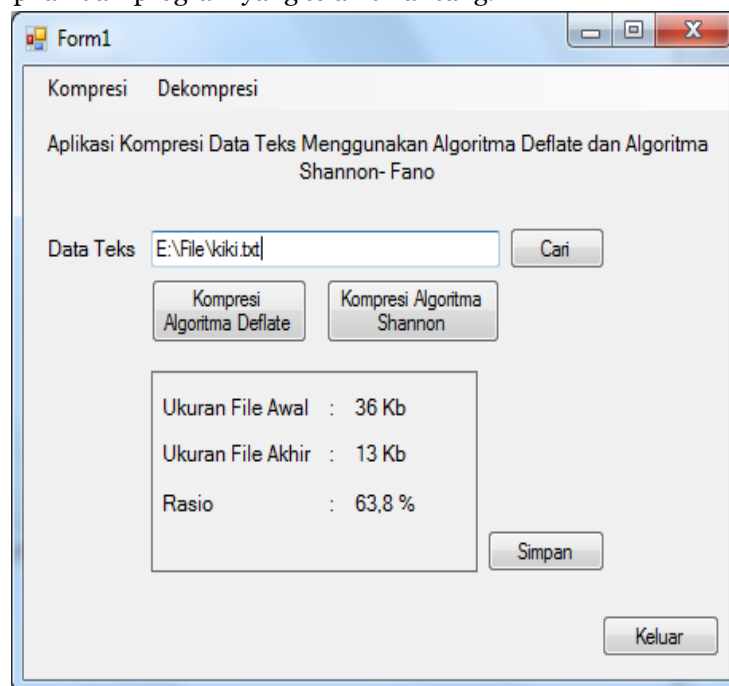 program yang
Form1
Kompresi Dekompresi
Aplikasi Kompresi Data Teks Menggunakan Algoritma Deflate dan Algoritma
Shannon- Fano
Data Teks E:\File\kiki.txt Cari
Kompresi
Algoritma Deflate
Kompresi Algoritma
Shannon
Ukuran File Awal : 36 Kb
Ukuran File Akhir : 13 Kb
Rasio : 63,8 %
Simpan
Keluar